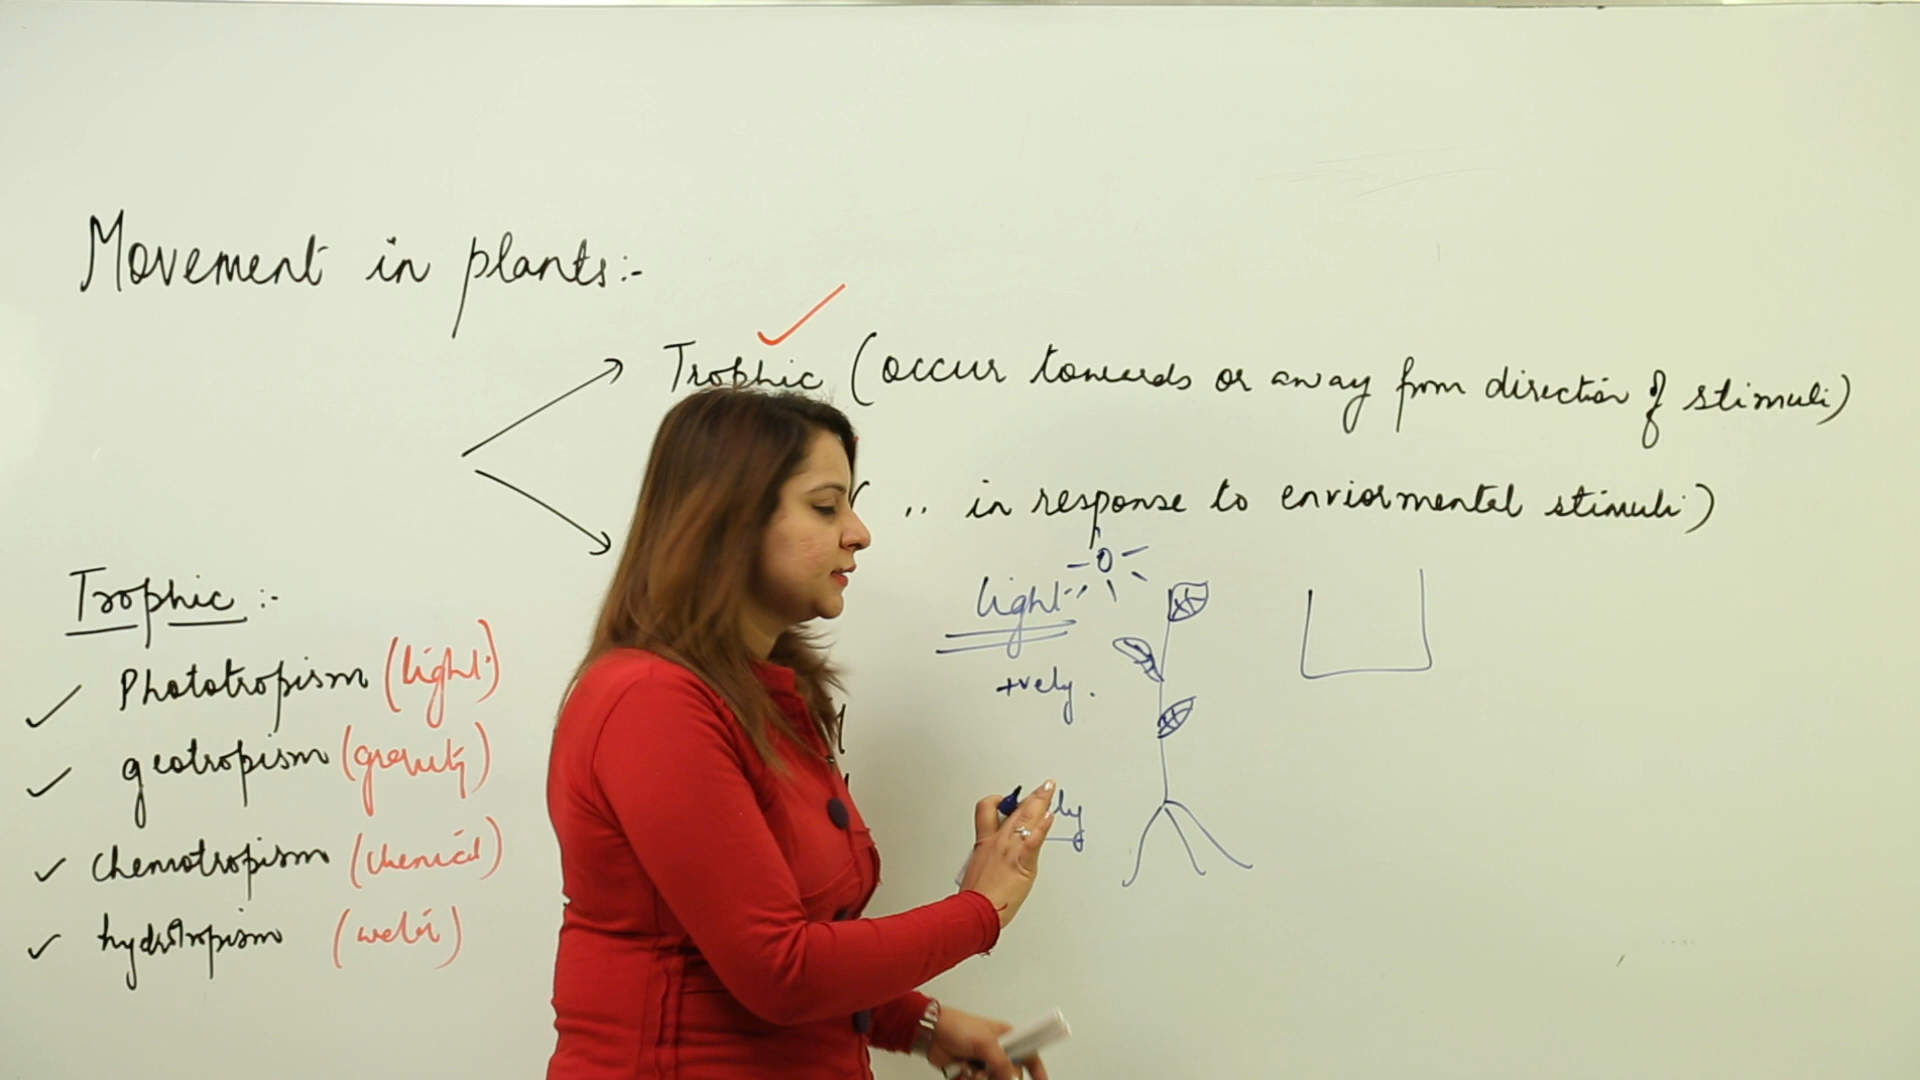 Movement in plants:-
Trophic (occur towards or away from direction of stimuli)
( ,, in response to enviormental stimuli)
Trophic :-
Phototropism (light)
geotropism (gravity)
Chemotropism (chemical)
hydrotropism
light
+vely.
ly